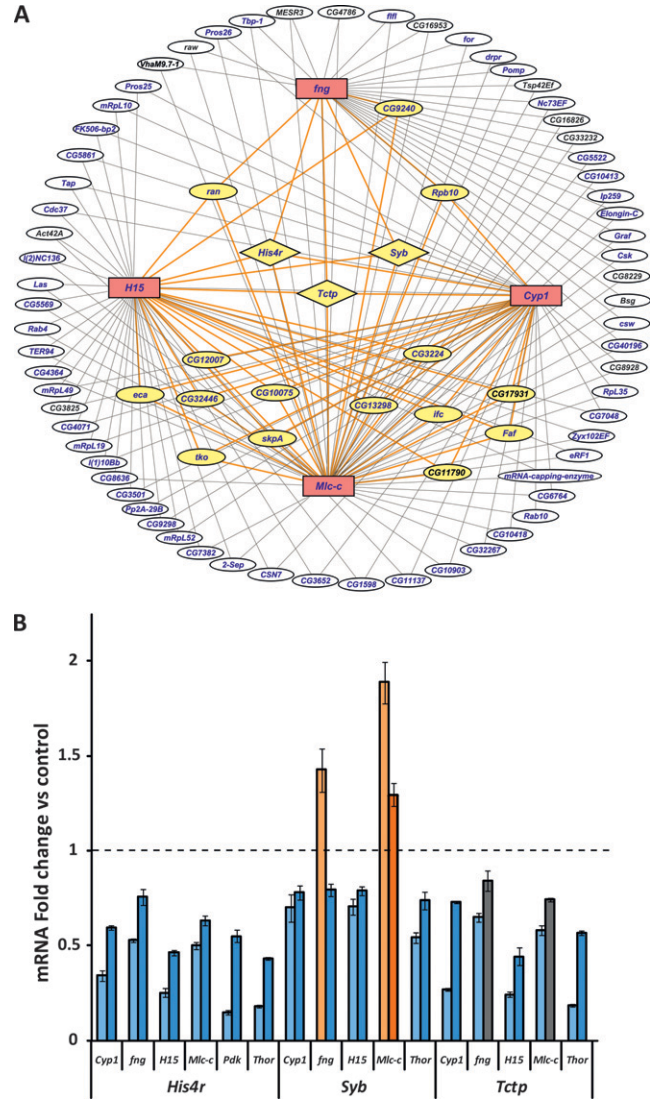 A
MESR3
CG4786
flfl
Tbp-1
CG16953
Pros26
for
raw
drpr
VhaM9.7-1
Pomp
Tsp42Ef
Pros25
fng
Nc73EF
mRpL10
CG9240
CG16826
FK506-bp2
CG33232
CG5522
CG5861
CG10413
Tap
ran
Rpb10
Ip259
Cdc37
Elongin-C
Act42A
Graf
l(2)NC136
His4r
Syb
Csk
Las
H15
Tctp
Cyp1
CG8229
CG5569
Bsg
Rab4
csw
TER94
CG40196
CG4364
CG12007
CG3224
CG8928
mRpL49
eca
CG32446
CG10075
CG13298
ifc
CG17931
RpL35
CG3825
CG7048
CG4071
skpA
Faf
Zyx102EF
mRpL19
tko
CG11790
eRF1
l(1)10Bb
Mlc-c
mRNA-capping-enzyme
CG8636
CG6764
CG3501
Rab10
Pp2A-29B
CG10418
CG9298
CG32267
mRpL52
CG10903
CG7382
CG11137
2-Sep
CG1598
CSN7
CG3652
B
mRNA Fold change vs control
2
1.5
1
0.5
0
Cyp1 fng H15 Mlc-c Pdk Thor Cyp1 fng H15 Mlc-c Thor Cyp1 fng H15 Mlc-c Thor
His4r Syb Tctp